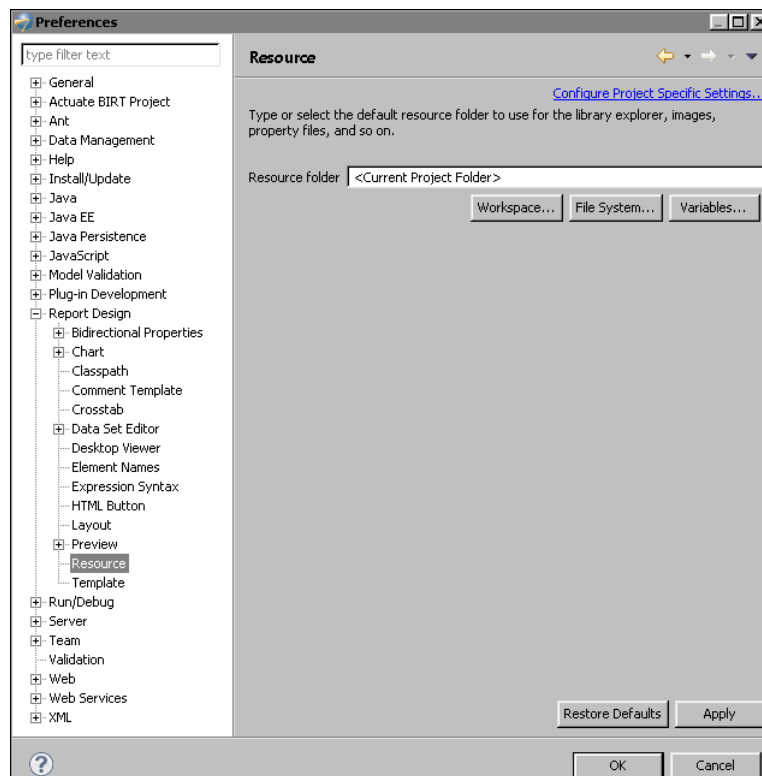 Preferences
type filter text
Resource
General
Actuate BIRT Project
Ant
Data Management
Help
Install/Update
Java
Java EE
Java Persistence
JavaScript
Model Validation
Plug-in Development
Report Design
Bidirectional Properties
Chart
Classpath
Comment Template
Crosstab
Data Set Editor
Desktop Viewer
Element Names
Expression Syntax
HTML Button
Layout
Preview
Resource
Template
Run/Debug
Server
Team
Validation
Web
Web Services
XML
Configure Project Specific Settings...
Type or select the default resource folder to use for the library explorer, images,
property files, and so on.
Resource folder <Current Project Folder>
Workspace... File System... Variables...
Restore Defaults Apply
? OK Cancel